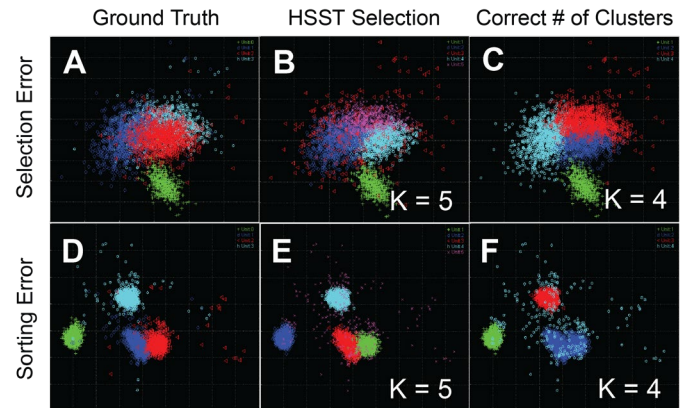 Ground Truth
HSST Selection
Correct # of Clusters
Selection Error
A
B
K = 5
C
K = 4
Sorting Error
D
E
K = 5
F
K = 4